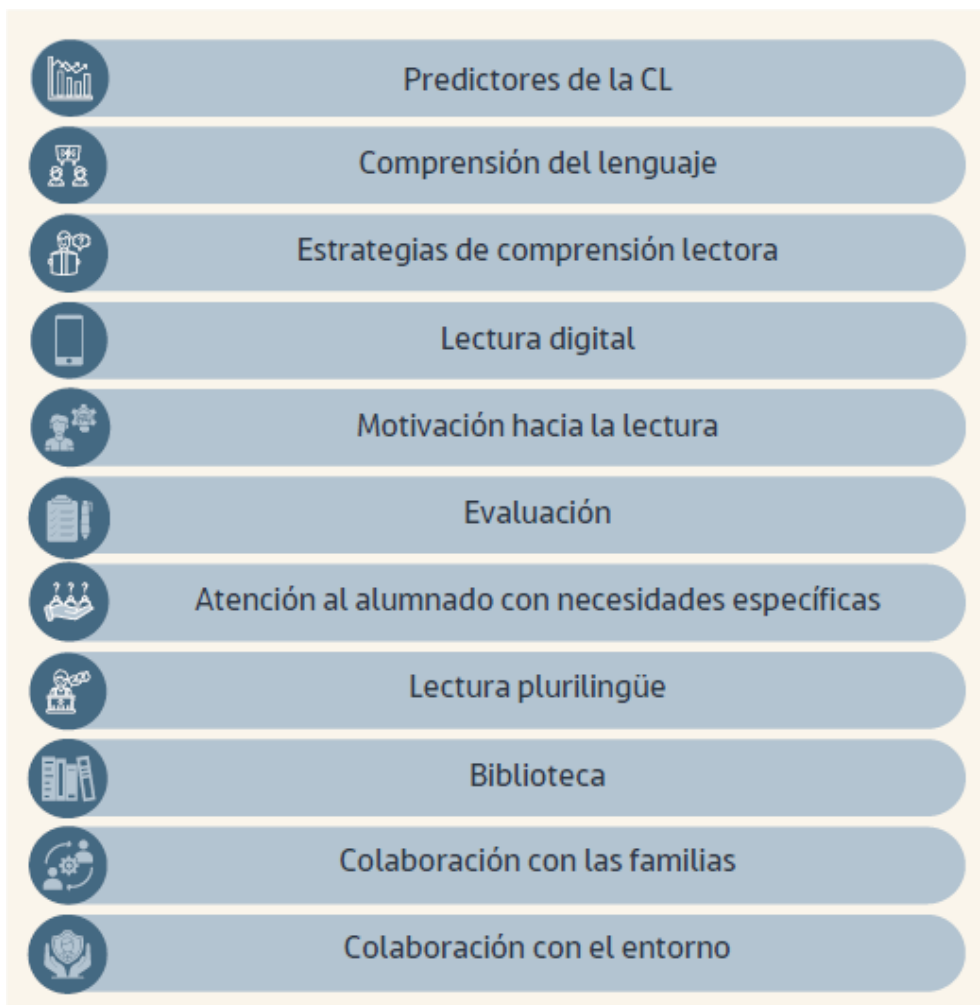 Predictores de la CL
Comprensión del lenguaje
Estrategias de comprensión lectora
Lectura digital
Motivación hacia la lectura
Evaluación
Atención al alumnado con necesidades específicas
Lectura plurilingüe
Biblioteca
Colaboración con las familias
Colaboración con el entorno